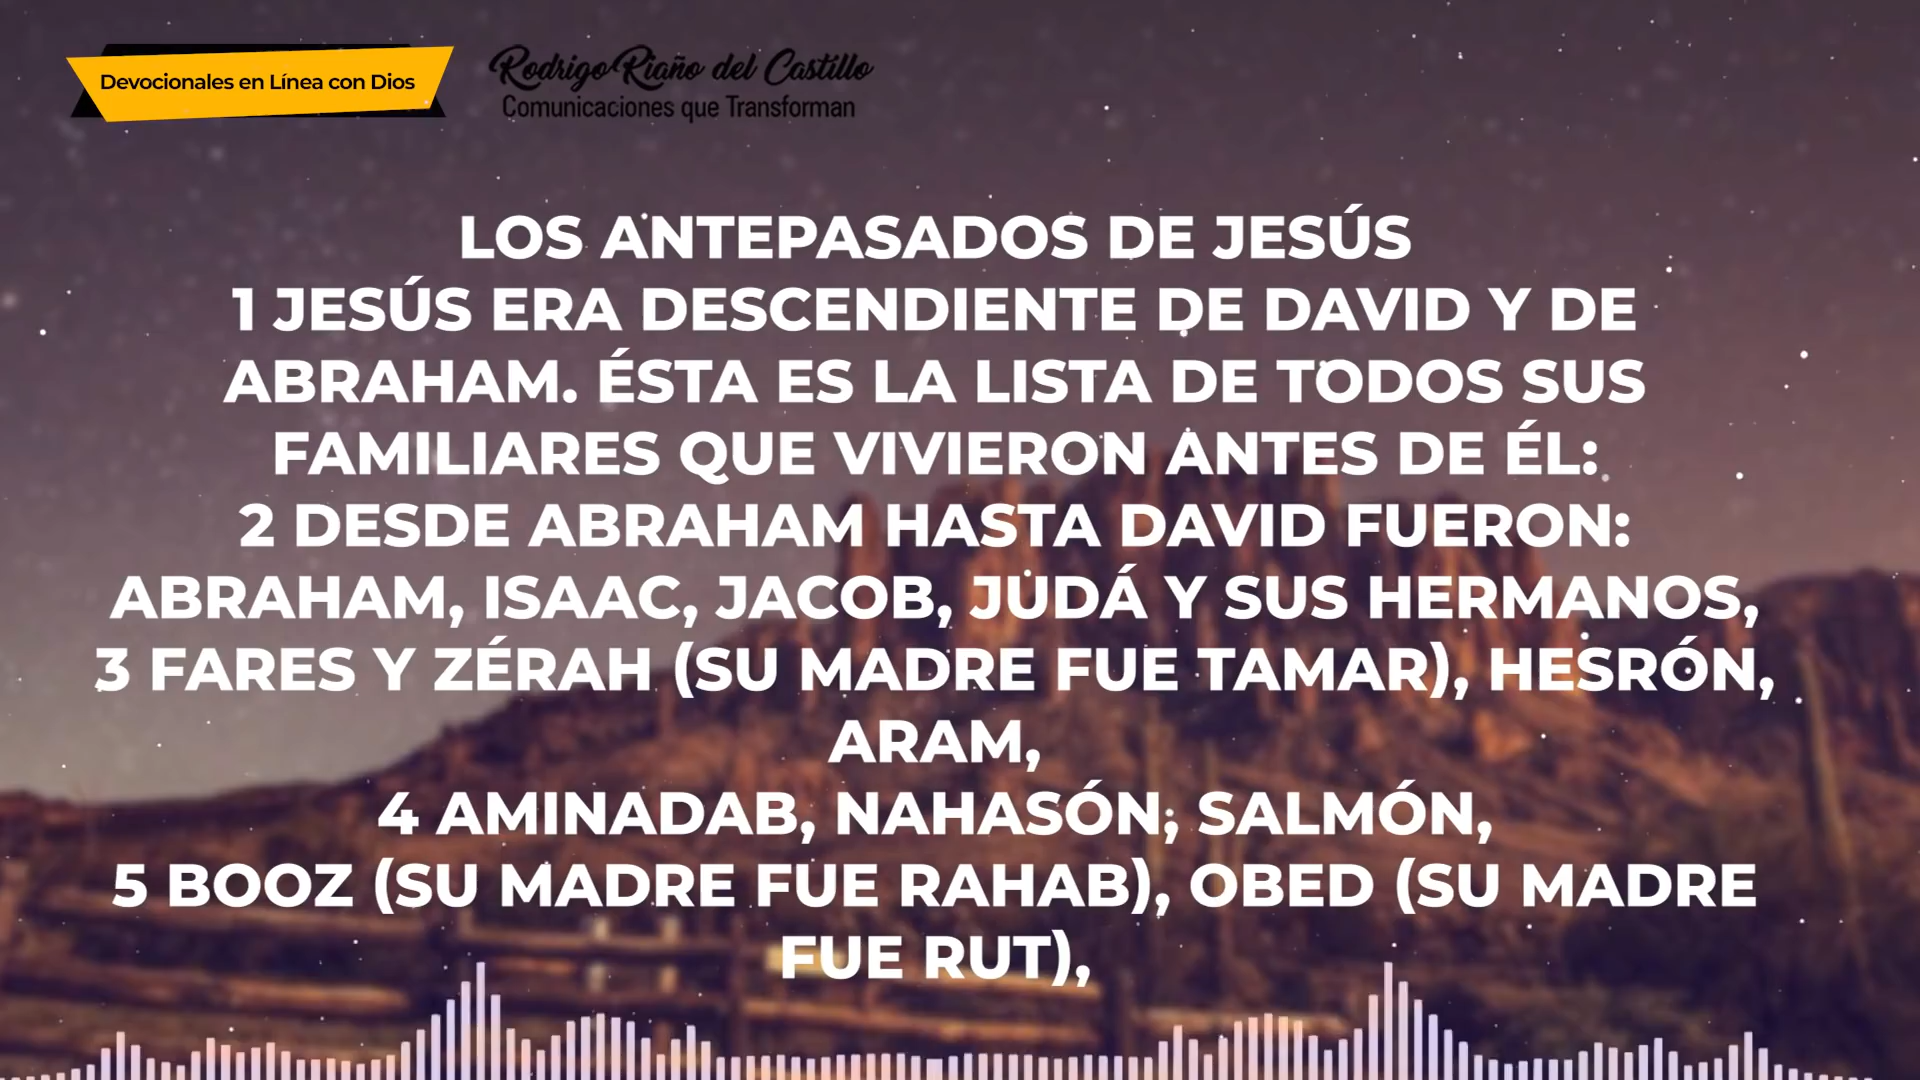 Devocionales en Línea con Dios
Rodrigo Riaño del Castillo
Comunicaciones que Transforman
LOS ANTEPASADOS DE JESÚS
1 JESÚS ERA DESCENDIENTE DE DAVID Y DE
ABRAHAM. ÉSTA ES LA LISTA DE TODOS SUS
FAMILIARES QUE VIVIERON ANTES DE ÉL:
2 DESDE ABRAHAM HASTA DAVID FUERON:
ABRAHAM, ISAAC, JACOB, JUDÁ Y SUS HERMANOS,
3 FARES Y ZÉRAH (SU MADRE FUE TAMAR), HESRÓN,
ARAM,
4 AMINADAB, NAHASÓN, SALMÓN,
5 BOOZ (SU MADRE FUE RAHAB), OBED (SU MADRE
FUE RUT),